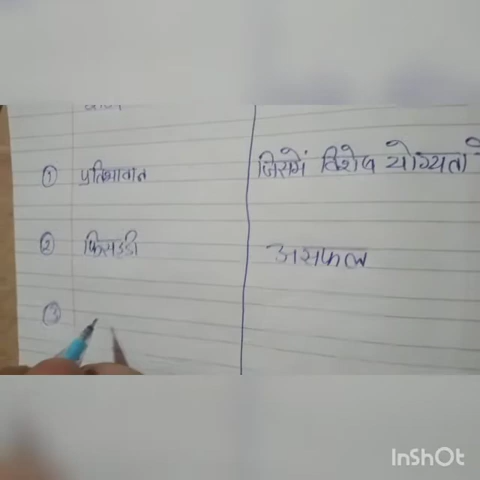 ① प्रतिभावान जिसमें विशेष योग्यता
② फिसड्डी असफल
③
InShOt